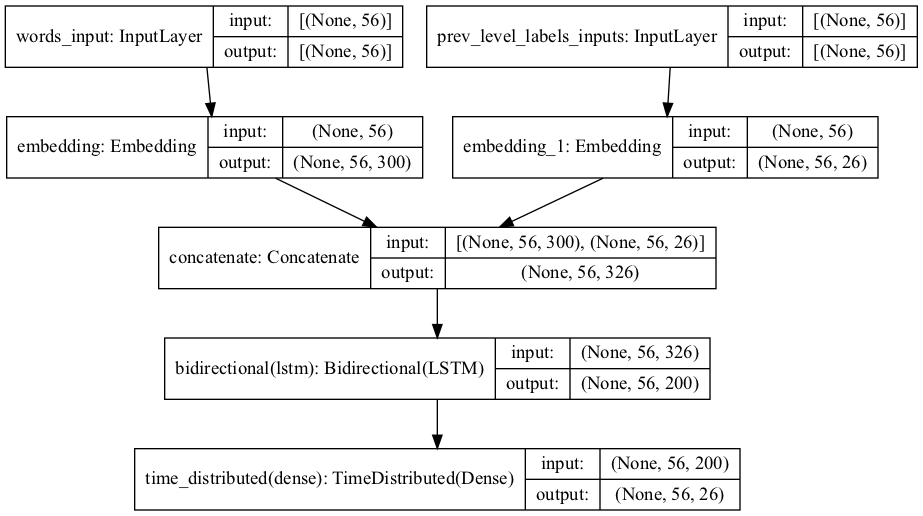 words_input: InputLayer
input: [(None, 56)]
output: [(None, 56)]
prev_level_labels_inputs: InputLayer
input: [(None, 56)]
output: [(None, 56)]
embedding: Embedding
input: (None, 56)
output: (None, 56, 300)
embedding_1: Embedding
input: (None, 56)
output: (None, 56, 26)
concatenate: Concatenate
input: [(None, 56, 300), (None, 56, 26)]
output: (None, 56, 326)
bidirectional(lstm): Bidirectional(LSTM)
input: (None, 56, 326)
output: (None, 56, 200)
time_distributed(dense): TimeDistributed(Dense)
input: (None, 56, 200)
output: (None, 56, 26)